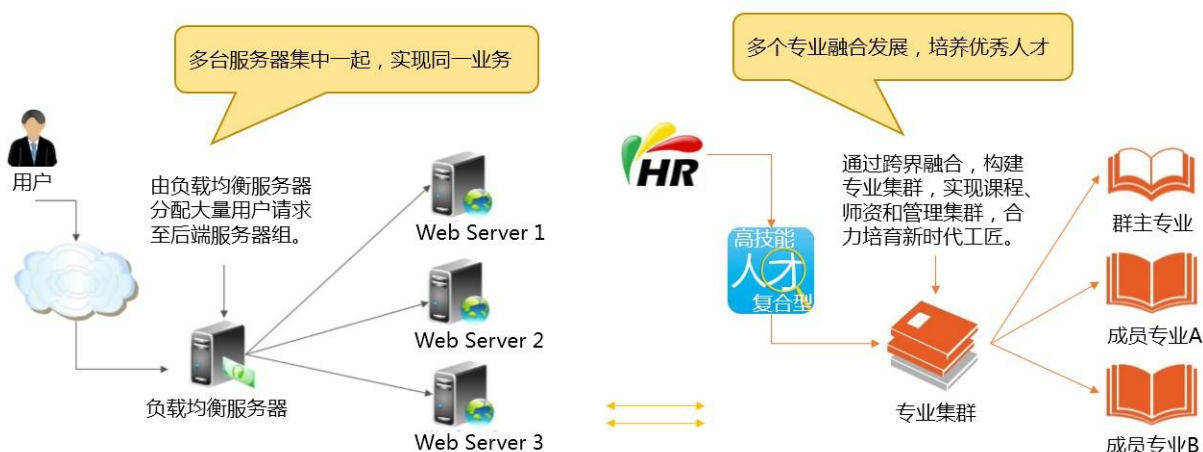 多台服务器集中一起，实现同一业务
用户
由负载均衡服务器
分配大量用户请求
至后端服务器组。
Web Server 1
Web Server 2
Web Server 3
负载均衡服务器
多个专业融合发展，培养优秀人才
HR
高技能
人才
复合型
通过跨界融合，构建
专业集群，实现课程、
师资和管理集群，合
力培育新时代工匠。
群主专业
成员专业A
成员专业B
专业集群